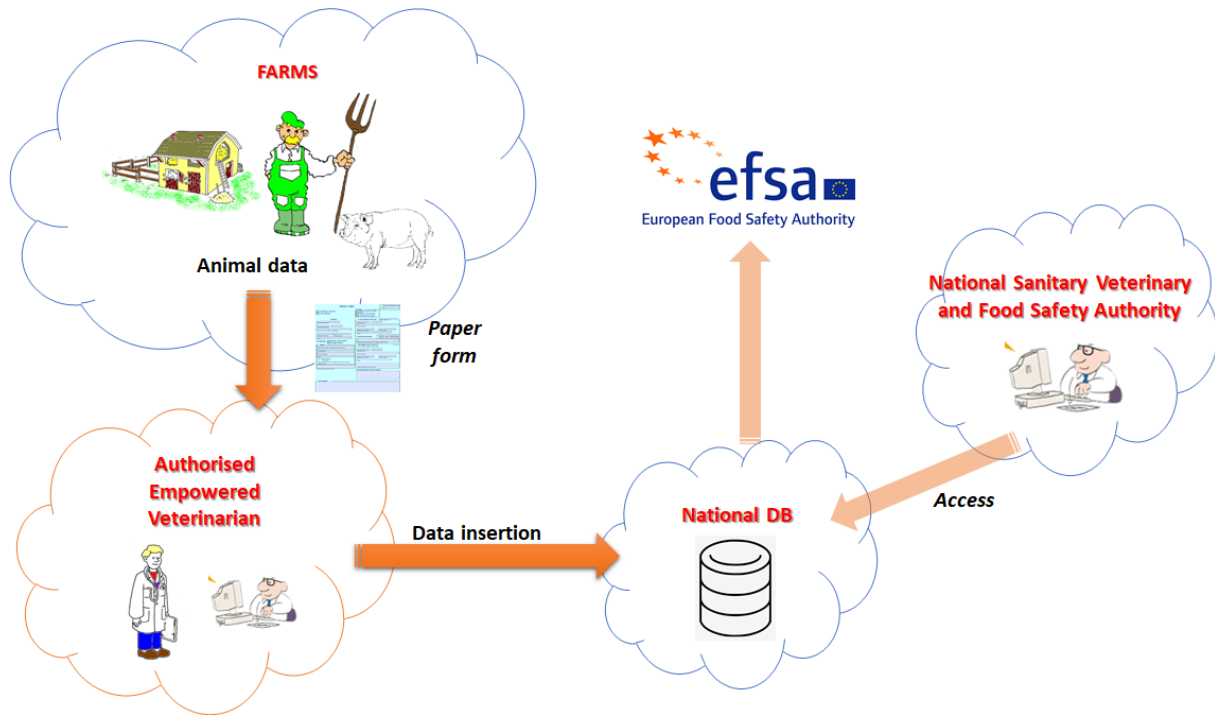 FARMS
Animal data
Paper
form
efsa
European Food Safety Authority
National Sanitary Veterinary
and Food Safety Authority
Authorised
Empowered
Veterinarian
Data insertion
National DB
Access